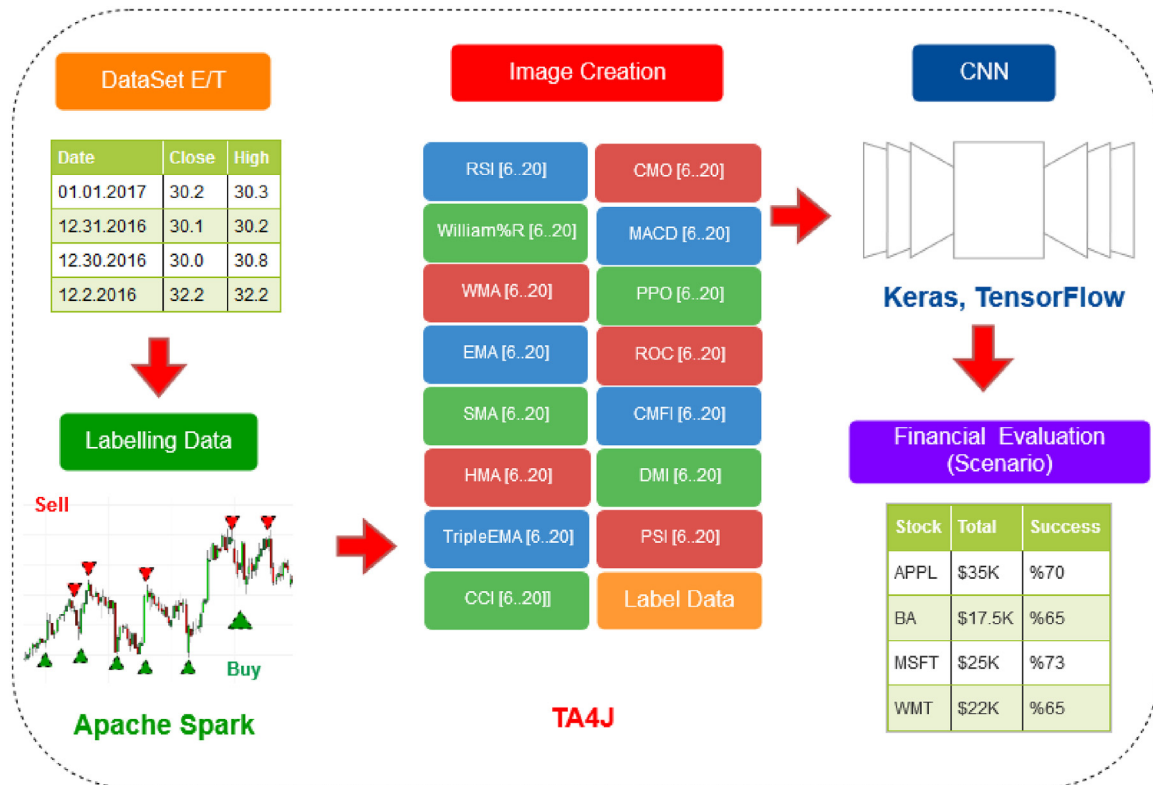 DataSet E/T
Date Close High
01.01.2017 30.2 30.3
12.31.2016 30.1 30.2
12.30.2016 30.0 30.8
12.2.2016 32.2 32.2
Labelling Data
Sell
Buy
Apache Spark
Image Creation
RSI [6..20] CMO [6..20]
William%R [6..20] MACD [6..20]
WMA [6..20] PPO [6..20]
EMA [6..20] ROC [6..20]
SMA [6..20] CMFI [6..20]
HMA [6..20] DMI [6..20]
TripleEMA [6..20] PSI [6..20]
CCI [6..20]] Label Data
TA4J
CNN
Keras, TensorFlow
Financial Evaluation
(Scenario)
Stock Total Success
APPL $35K %70
BA $17.5K %65
MSFT $25K %73
WMT $22K %65